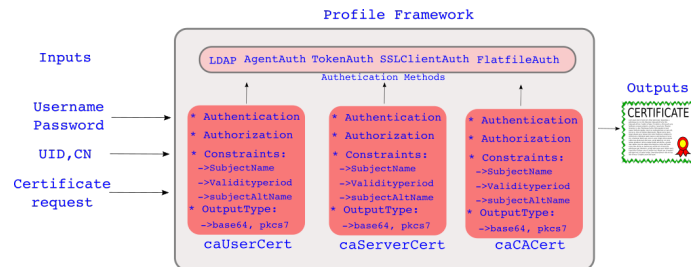 Profile Framework
Inputs
LDAP AgentAuth TokenAuth SSLClientAuth FlatfileAuth
Authetication Methods
Outputs
Username
Password
UID,CN
Certificate
request
* Authentication
* Authorization
* Constraints:
->SubjectName
->Validityperiod
->subjectAltName
* OutputType:
->base64, pkcs7
caUserCert
* Authentication
* Authorization
* Constraints:
->SubjectName
->Validityperiod
->subjectAltName
* OutputType:
->base64, pkcs7
caServerCert
* Authentication
* Authorization
* Constraints:
->SubjectName
->Validityperiod
->subjectAltName
* OutputType:
->base64, pkcs7
caCACert
CERTIFICATE